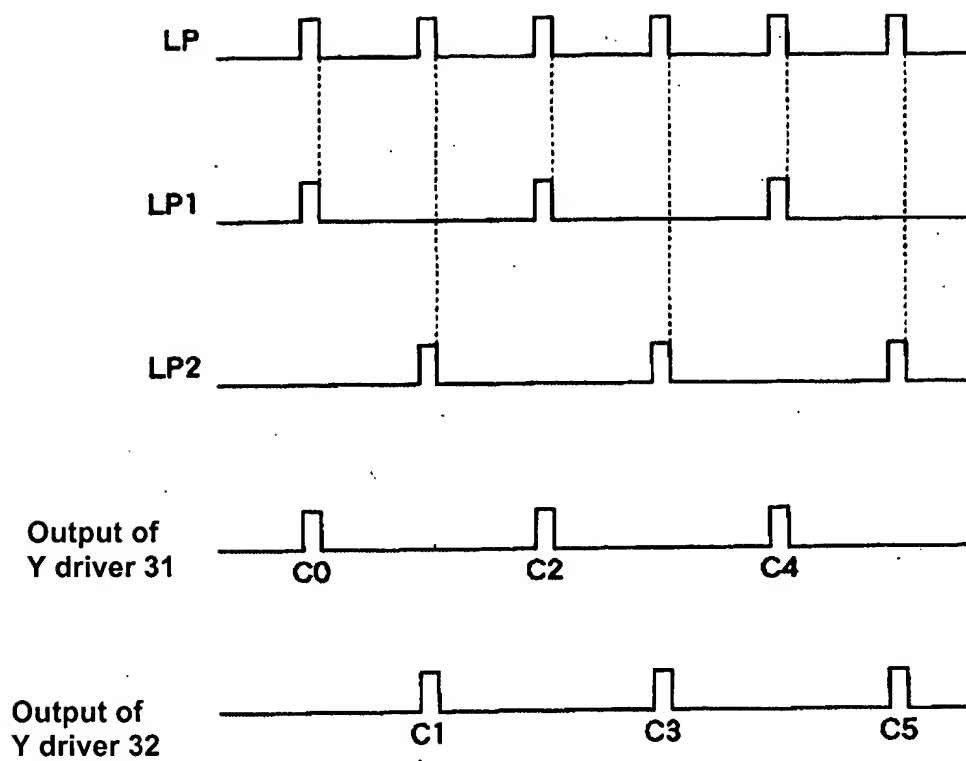 LP
LP1
LP2
Output of
Y driver 31
C0
C2
C4
Output of
Y driver 32
C1
C3
C5